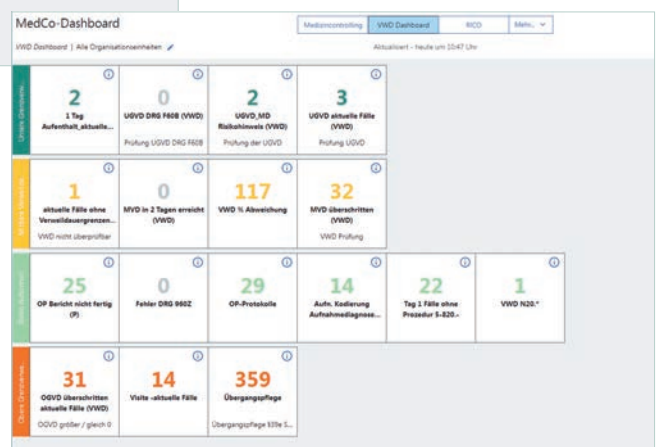 MedCo-Dashboard
Medizincontrolling VWD Dashboard RICO Mehr..
VWD Dashboard | Alle Organisationseinheiten
Aktualisiert - heute um 10:47 Uhr
2
1 Tag
Aufenthalt_aktuelle...
0
UGVD DRG F60B (VWD)
Prüfung UGVD DRG F60B
2
UGVD_MD
Risikohinweis (VWD)
Prüfung der UGVD
3
UGVD aktuelle Fälle
(VWD)
Prüfung UGVD
1
aktuelle Fälle ohne
Verweildauergrenzen...
VWD nicht überprüfbar
0
MVD in 2 Tagen erreicht
(VWD)
117
VWD % Abweichung
32
MVD überschritten
(VWD)
VWD Prüfung
25
OP Bericht nicht fertig
(P)
0
Fehler DRG 960Z
29
OP-Protokolle
14
Aufn. Kodierung
Aufnahmediagnose...
22
Tag 1 Fälle ohne
Prozedur 5-820.-
1
VWD N20.*
31
OGVD überschritten
aktuelle Fälle (VWD)
OGVD größer / gleich 0
14
Visite -aktuelle Fälle
359
Übergangspflege
Übergangspflege §39e S...